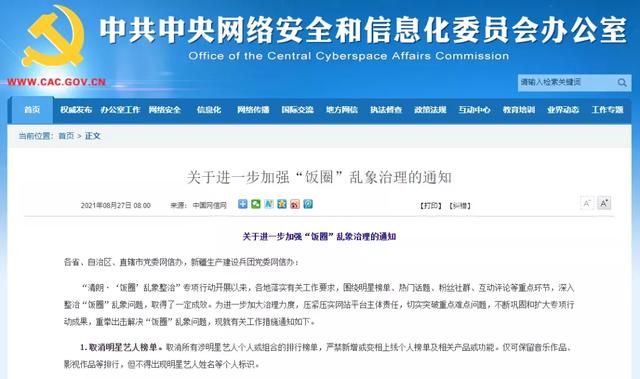 中共中央网络安全和信息化委员会办公室
Office of the Central Cyberspace Affairs Commission
WWW.CAC.GOV.CN
请输入检索关键词
首页 权威发布 办公室工作 网络安全 信息化 网络传播 国际交流 地方网信 执法督查 政策法规 互动中心 教育培训 业界动态 工作专题
当前位置：首页 > 正文
关于进一步加强“饭圈”乱象治理的通知
2021年08月27日 08:00 来源： 中国网信网 【打印】 【纠错】 A- A+
关于进一步加强“饭圈”乱象治理的通知
各省、自治区、直辖市党委网信办，新疆生产建设兵团党委网信办：
“清朗·‘饭圈’乱象整治”专项行动开展以来，各地落实有关工作要求，围绕明星榜单、热门话题、粉丝社群、互动评论等重点环节，深入
整治“饭圈”乱象问题，取得了一定成效。为进一步加大治理力度，压紧压实网站平台主体责任，切实突破重点难点问题，不断巩固和扩大专项行
动成果，重拳出击解决“饭圈”乱象问题，现就有关工作措施通知如下。
1. 取消明星艺人榜单。取消所有涉明星艺人个人或组合的排行榜单，严禁新增或变相上线个人榜单及相关产品或功能。仅可保留音乐作品、
影视作品等排行，但不得出现明星艺人姓名等个人标识。